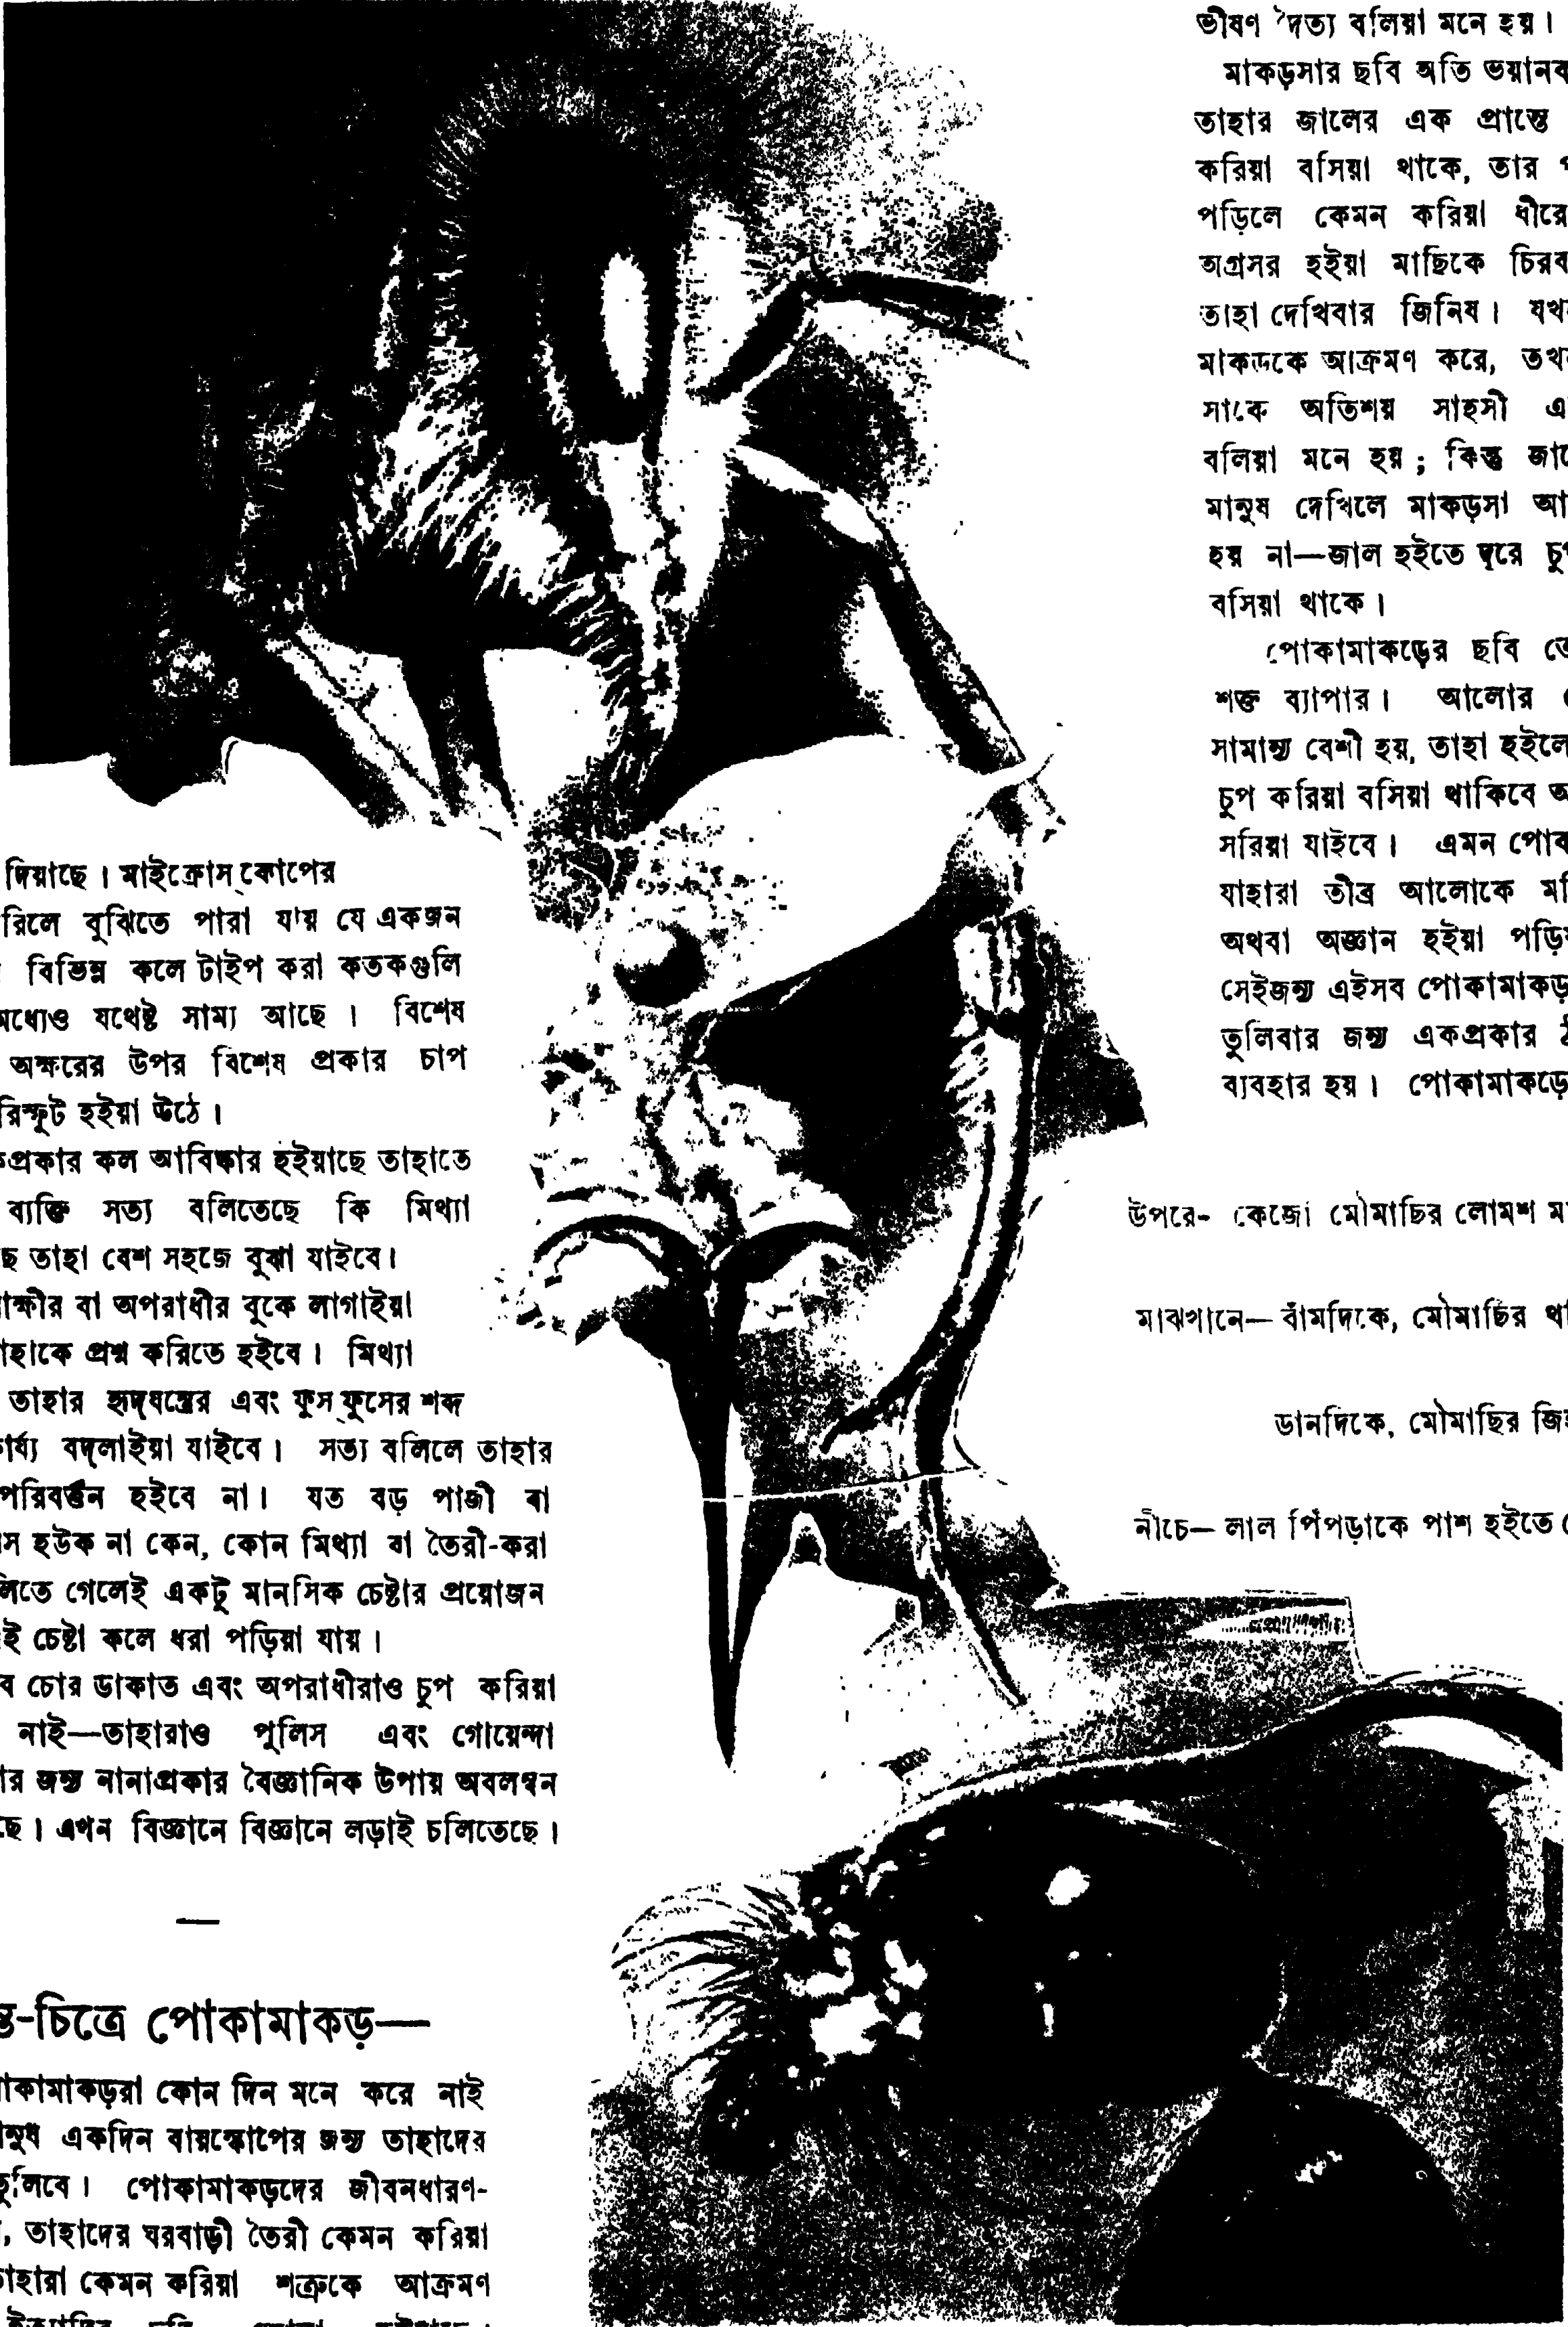 দিয়াছে। মাইক্রোস্কোপের
রিলে বুঝিতে পারা যায় যে একজন
বিভিন্ন কলে টাইপ করা কতকগুলি
মধ্যেও যথেষ্ট সাম্য আছে। বিশেষ
অক্ষরের উপর বিশেষ প্রকার চাপ
রিস্ফুট হইয়া উঠে।
প্রকার কল আবিষ্কার হইয়াছে তাহাতে
ব্যক্তি সত্য বলিতেছে কি মিথ্যা
ছে তাহা বেশ সহজে বুঝা যাইবে।
ক্ষীর বা অপরাধীর বুকে লাগাইয়া
াহাকে প্রশ্ন করিতে হইবে। মিথ্যা
তাহার হৃদ্‌যন্ত্রের এবং ফুস্‌ফুসের শব্দ
ার্য্য বদ্‌লাইয়া যাইবে। সত্য বলিলে তাহার
পরিবর্ত্তন হইবে না। যত বড় পাজী বা
স হউক না কেন, কোন মিথ্যা বা তৈরী-করা
লিতে গেলেই একটু মানসিক চেষ্টার প্রয়োজন
ই চেষ্টা কলে ধরা পড়িয়া যায়।
ব চোর ডাকাত এবং অপরাধীরাও চুপ করিয়া
নাই—তাহারাও পুলিস এবং গোয়েন্দা
ার জন্য নানাপ্রকার বৈজ্ঞানিক উপায় অবলম্বন
ছে। এখন বিজ্ঞানে বিজ্ঞানে লড়াই চলিতেছে।
—
ন্ত-চিত্রে পোকামাকড়—
াকামাকড়রা কোন দিন মনে করে নাই
ানুষ একদিন বায়স্কোপের জন্য তাহাদের
তুলিবে। পোকামাকড়দের জীবনধারণ-
, তাহাদের ঘরবাড়ী তৈরী কেমন করিয়া
তাহারা কেমন করিয়া শত্রুকে আক্রমণ
ভীষণ দৈত্য বলিয়া মনে হয়।
মাকড়সার ছবি অতি ভয়ানক
তাহার জালের এক প্রান্তে
করিয়া বসিয়া থাকে, তার প
পড়িলে কেমন করিয়া ধীরে
অগ্রসর হইয়া মাছিকে চির
তাহা দেখিবার জিনিষ। যখ
মাকড়কে আক্রমণ করে, তখ
সাকে অতিশয় সাহসী এ
বলিয়া মনে হয়; কিন্তু জা
মানুষ দেখিলে মাকড়সা আ
হয় না—জাল হইতে দূরে চু
বসিয়া থাকে।
পোকামাকড়ের ছবি তো
শক্ত ব্যাপার। আলোর
সামান্য বেশী হয়, তাহা হইলে
চুপ করিয়া বসিয়া থাকিবে অ
সরিয়া যাইবে। এমন পোক
যাহারা তীব্র আলোকে মরি
অথবা অজ্ঞান হইয়া পড়িয়
সেইজন্য এইসব পোকামাকড়
তুলিবার জন্য একপ্রকার ঠ
ব্যবহার হয়। পোকামাকড়ে
উপরে- কেজো মৌমাছির লোমশ ম
মাঝখানে— বাঁমদিকে, মৌমাছির
ডানদিকে, মৌমাছির জি
নীচে— লাল পিঁপড়াকে পাশ হইতে